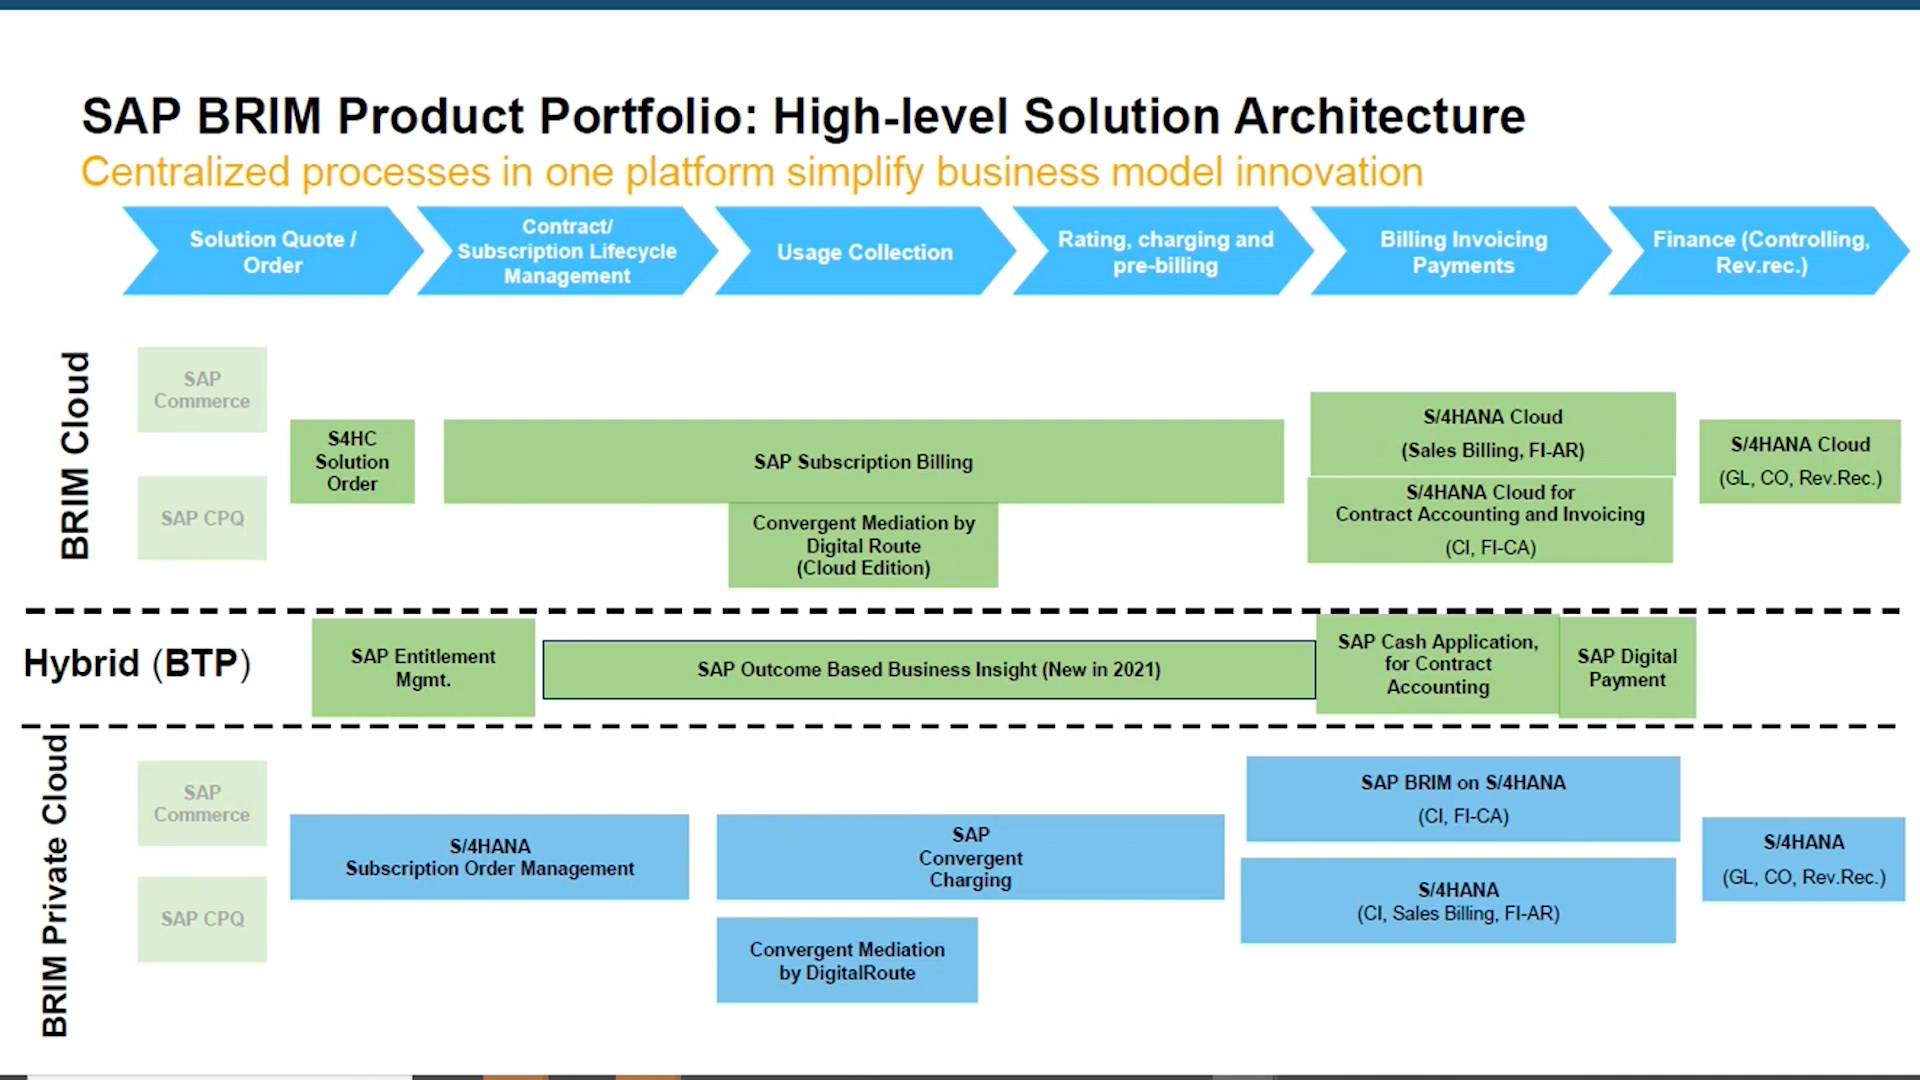 SAP BRIM Product Portfolio: High-level Solution Architecture
Centralized processes in one platform simplify business model innovation
Solution Quote /
Order
Contract/
Subscription Lifecycle
Management
Usage Collection
Rating, charging and
pre-billing
Billing Invoicing
Payments
Finance (Controlling,
Rev.rec.)
BRIM Cloud
SAP
Commerce
SAP CPQ
S4HC
Solution
Order
SAP Subscription Billing
Convergent Mediation by
Digital Route
(Cloud Edition)
S/4HANA Cloud
(Sales Billing, FI-AR)
S/4HANA Cloud for
Contract Accounting and Invoicing
(CI, FI-CA)
S/4HANA Cloud
(GL, CO, Rev.Rec.)
Hybrid (BTP)
SAP Entitlement
Mgmt.
SAP Outcome Based Business Insight (New in 2021)
SAP Cash Application,
for Contract
Accounting
SAP Digital
Payment
BRIM Private Cloud
SAP
Commerce
SAP CPQ
S/4HANA
Subscription Order Management
SAP
Convergent
Charging
Convergent Mediation
by DigitalRoute
SAP BRIM on S/4HANA
(CI, FI-CA)
S/4HANA
(CI, Sales Billing, FI-AR)
S/4HANA
(GL, CO, Rev.Rec.)